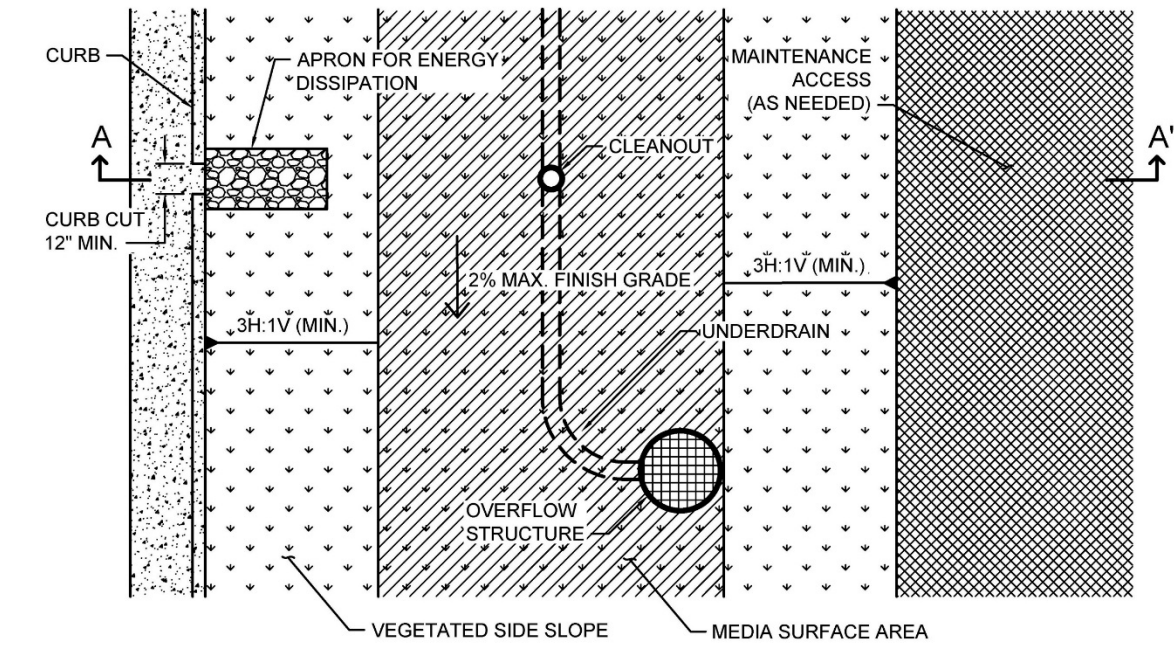 CURB
APRON FOR ENERGY
DISSIPATION
MAINTENANCE
ACCESS
(AS NEEDED)
A
A'
CLEANOUT
CURB CUT
12" MIN.
2% MAX. FINISH GRADE
3H:1V (MIN.)
3H:1V (MIN.)
UNDERDRAIN
OVERFLOW
STRUCTURE
VEGETATED SIDE SLOPE
MEDIA SURFACE AREA